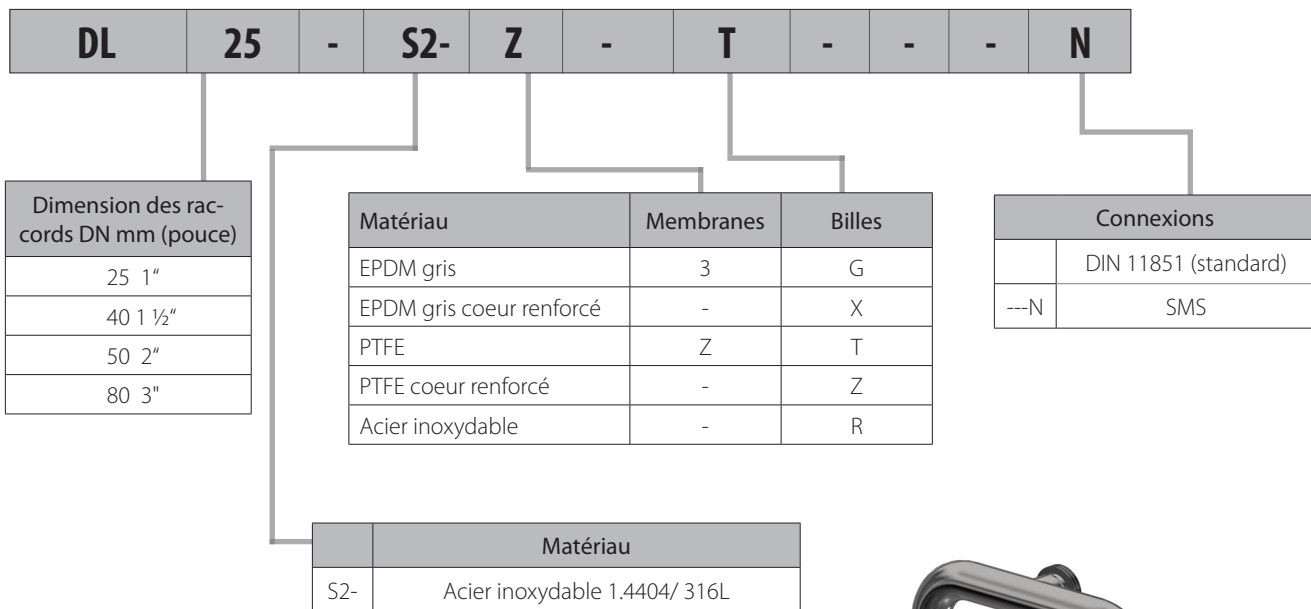 DL 25 - S2- Z - T - - - N
Dimension des rac-
cords DN mm (pouce)
25 1“
40 1 ½“
50 2“
80 3"
Matériau Membranes Billes
EPDM gris 3 G
EPDM gris coeur renforcé - X
PTFE Z T
PTFE coeur renforcé - Z
Acier inoxydable - R
Connexions
DIN 11851 (standard)
---N SMS
Matériau
S2- Acier inoxydable 1.4404/ 316L